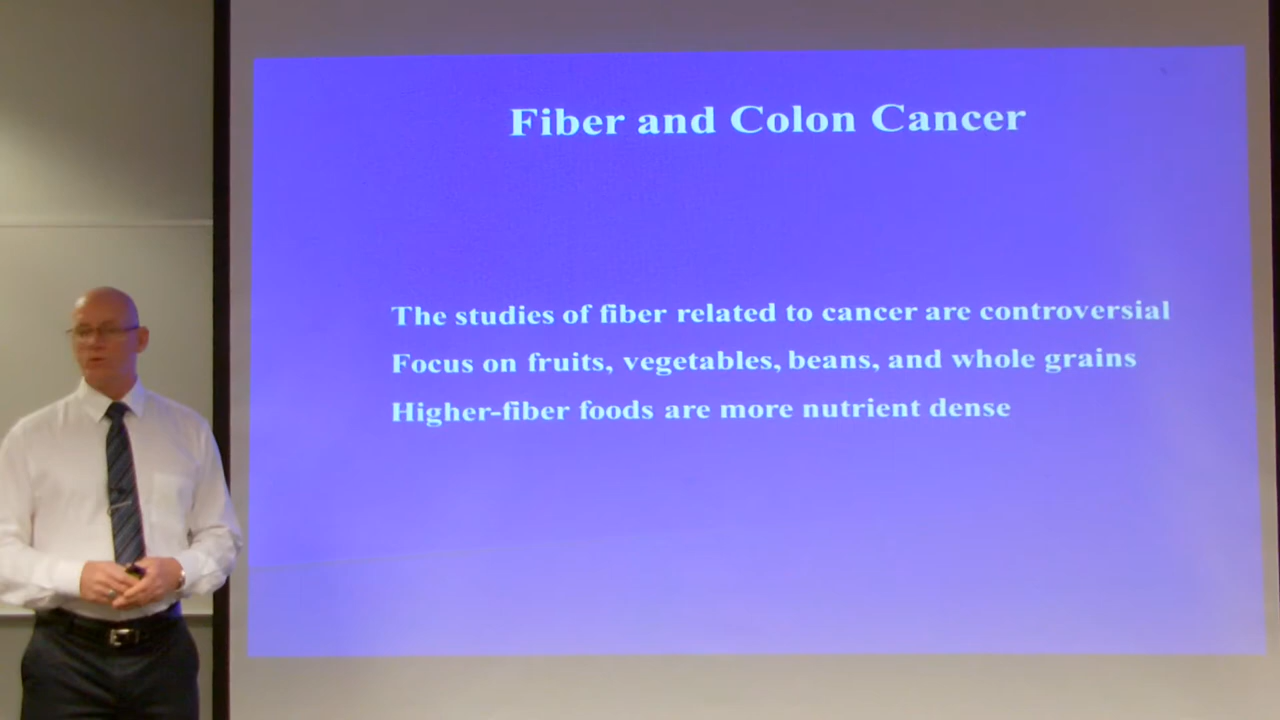 Fiber and Colon Cancer
The studies of fiber related to cancer are controversial
Focus on fruits, vegetables, beans, and whole grains
Higher-fiber foods are more nutrient dense